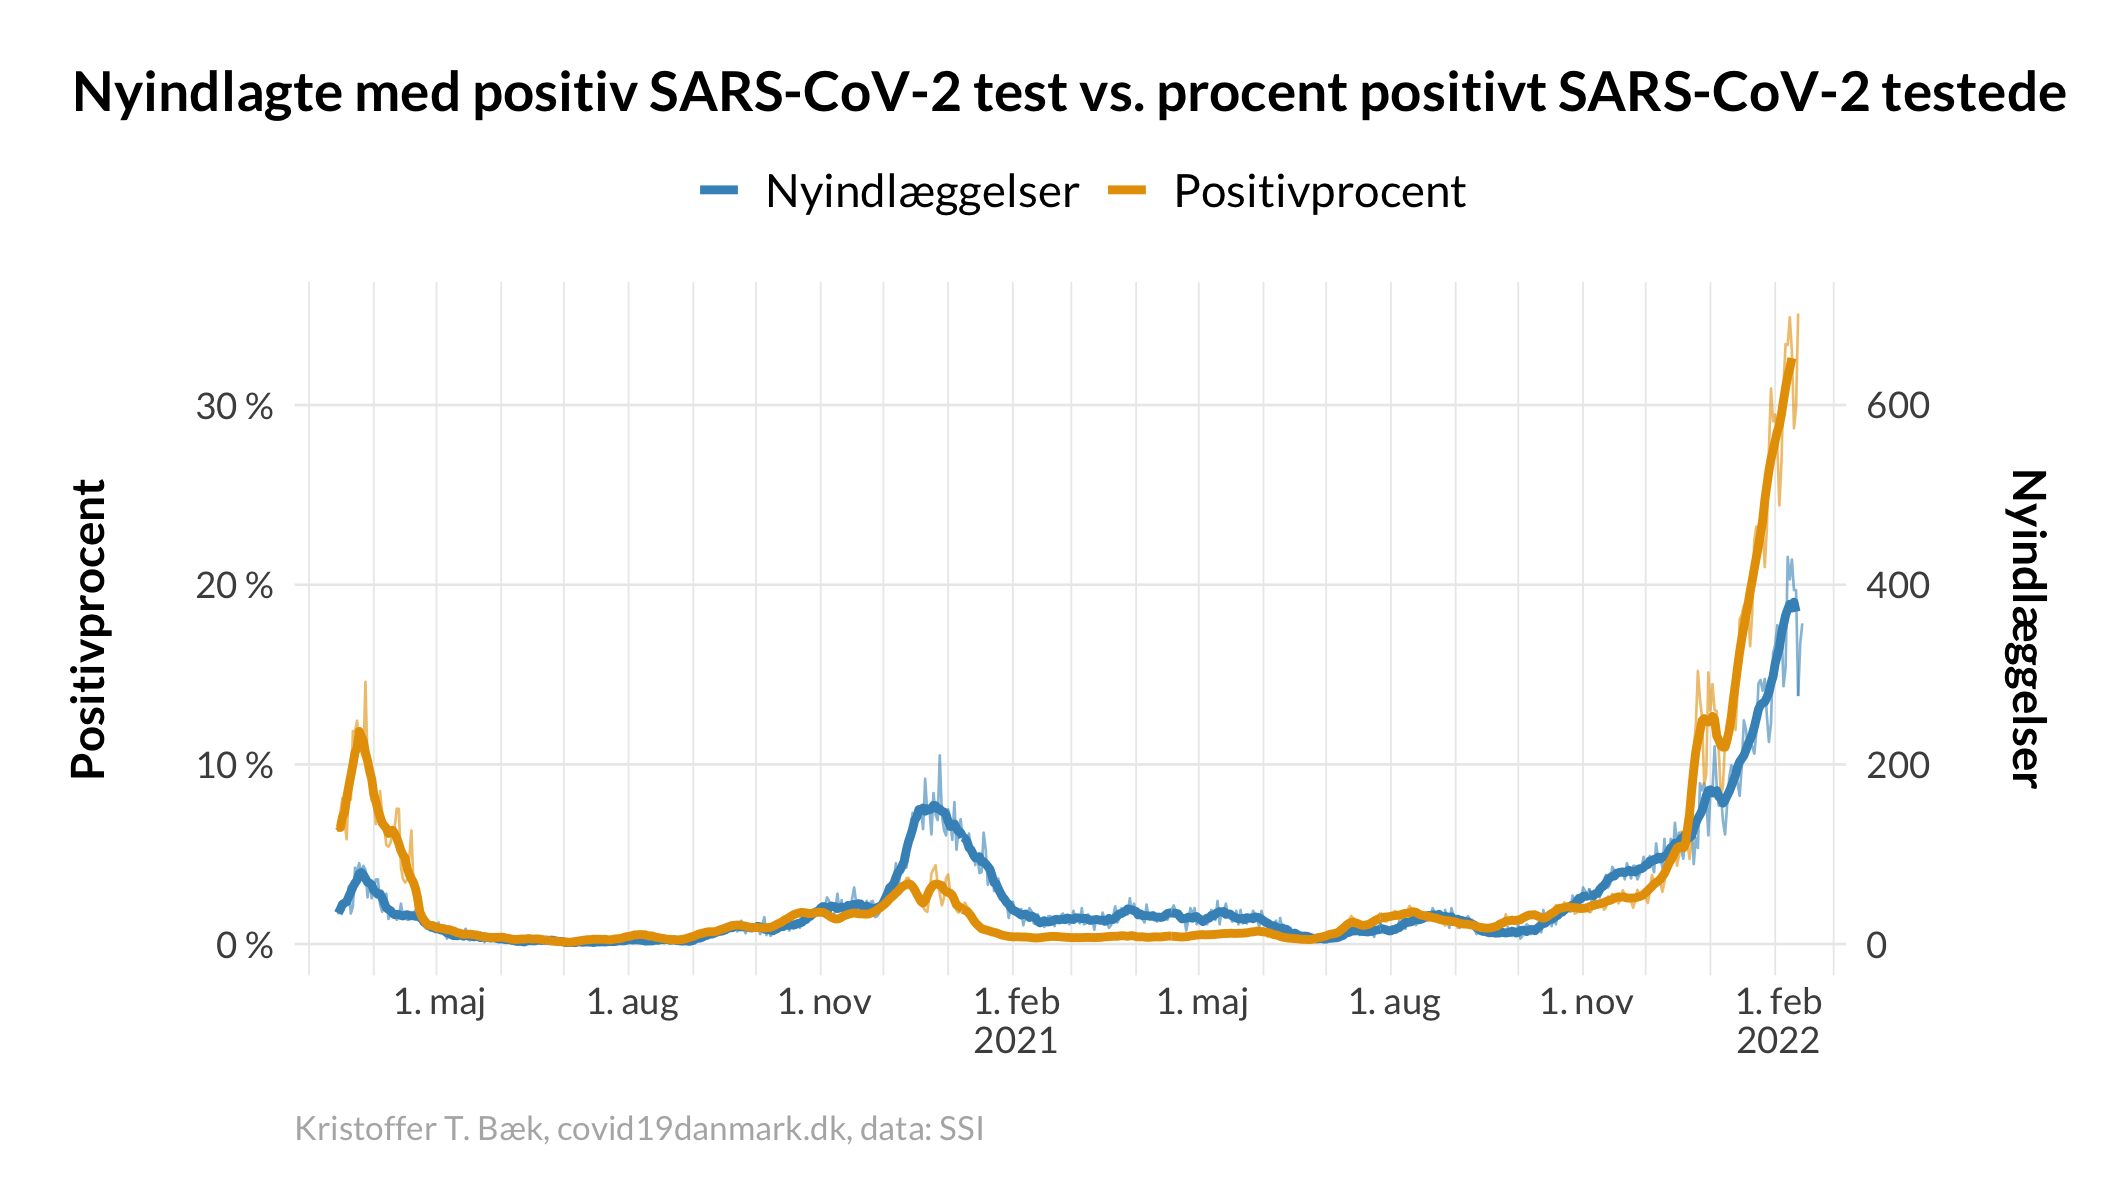 Nyindlagte med positiv SARS-CoV-2 test vs. procent positivt SARS-CoV-2 testede
Nyindlæggelser Positivprocent
Positivprocent
30 %
20 %
10 %
0 %
600
400
200
0
Nyindlæggelser
1. maj 1. aug 1. nov 1. feb 1. maj 1. aug 1. nov 1. feb
2021 2022
Kristoffer T. Bæk, covid19danmark.dk, data: SSI